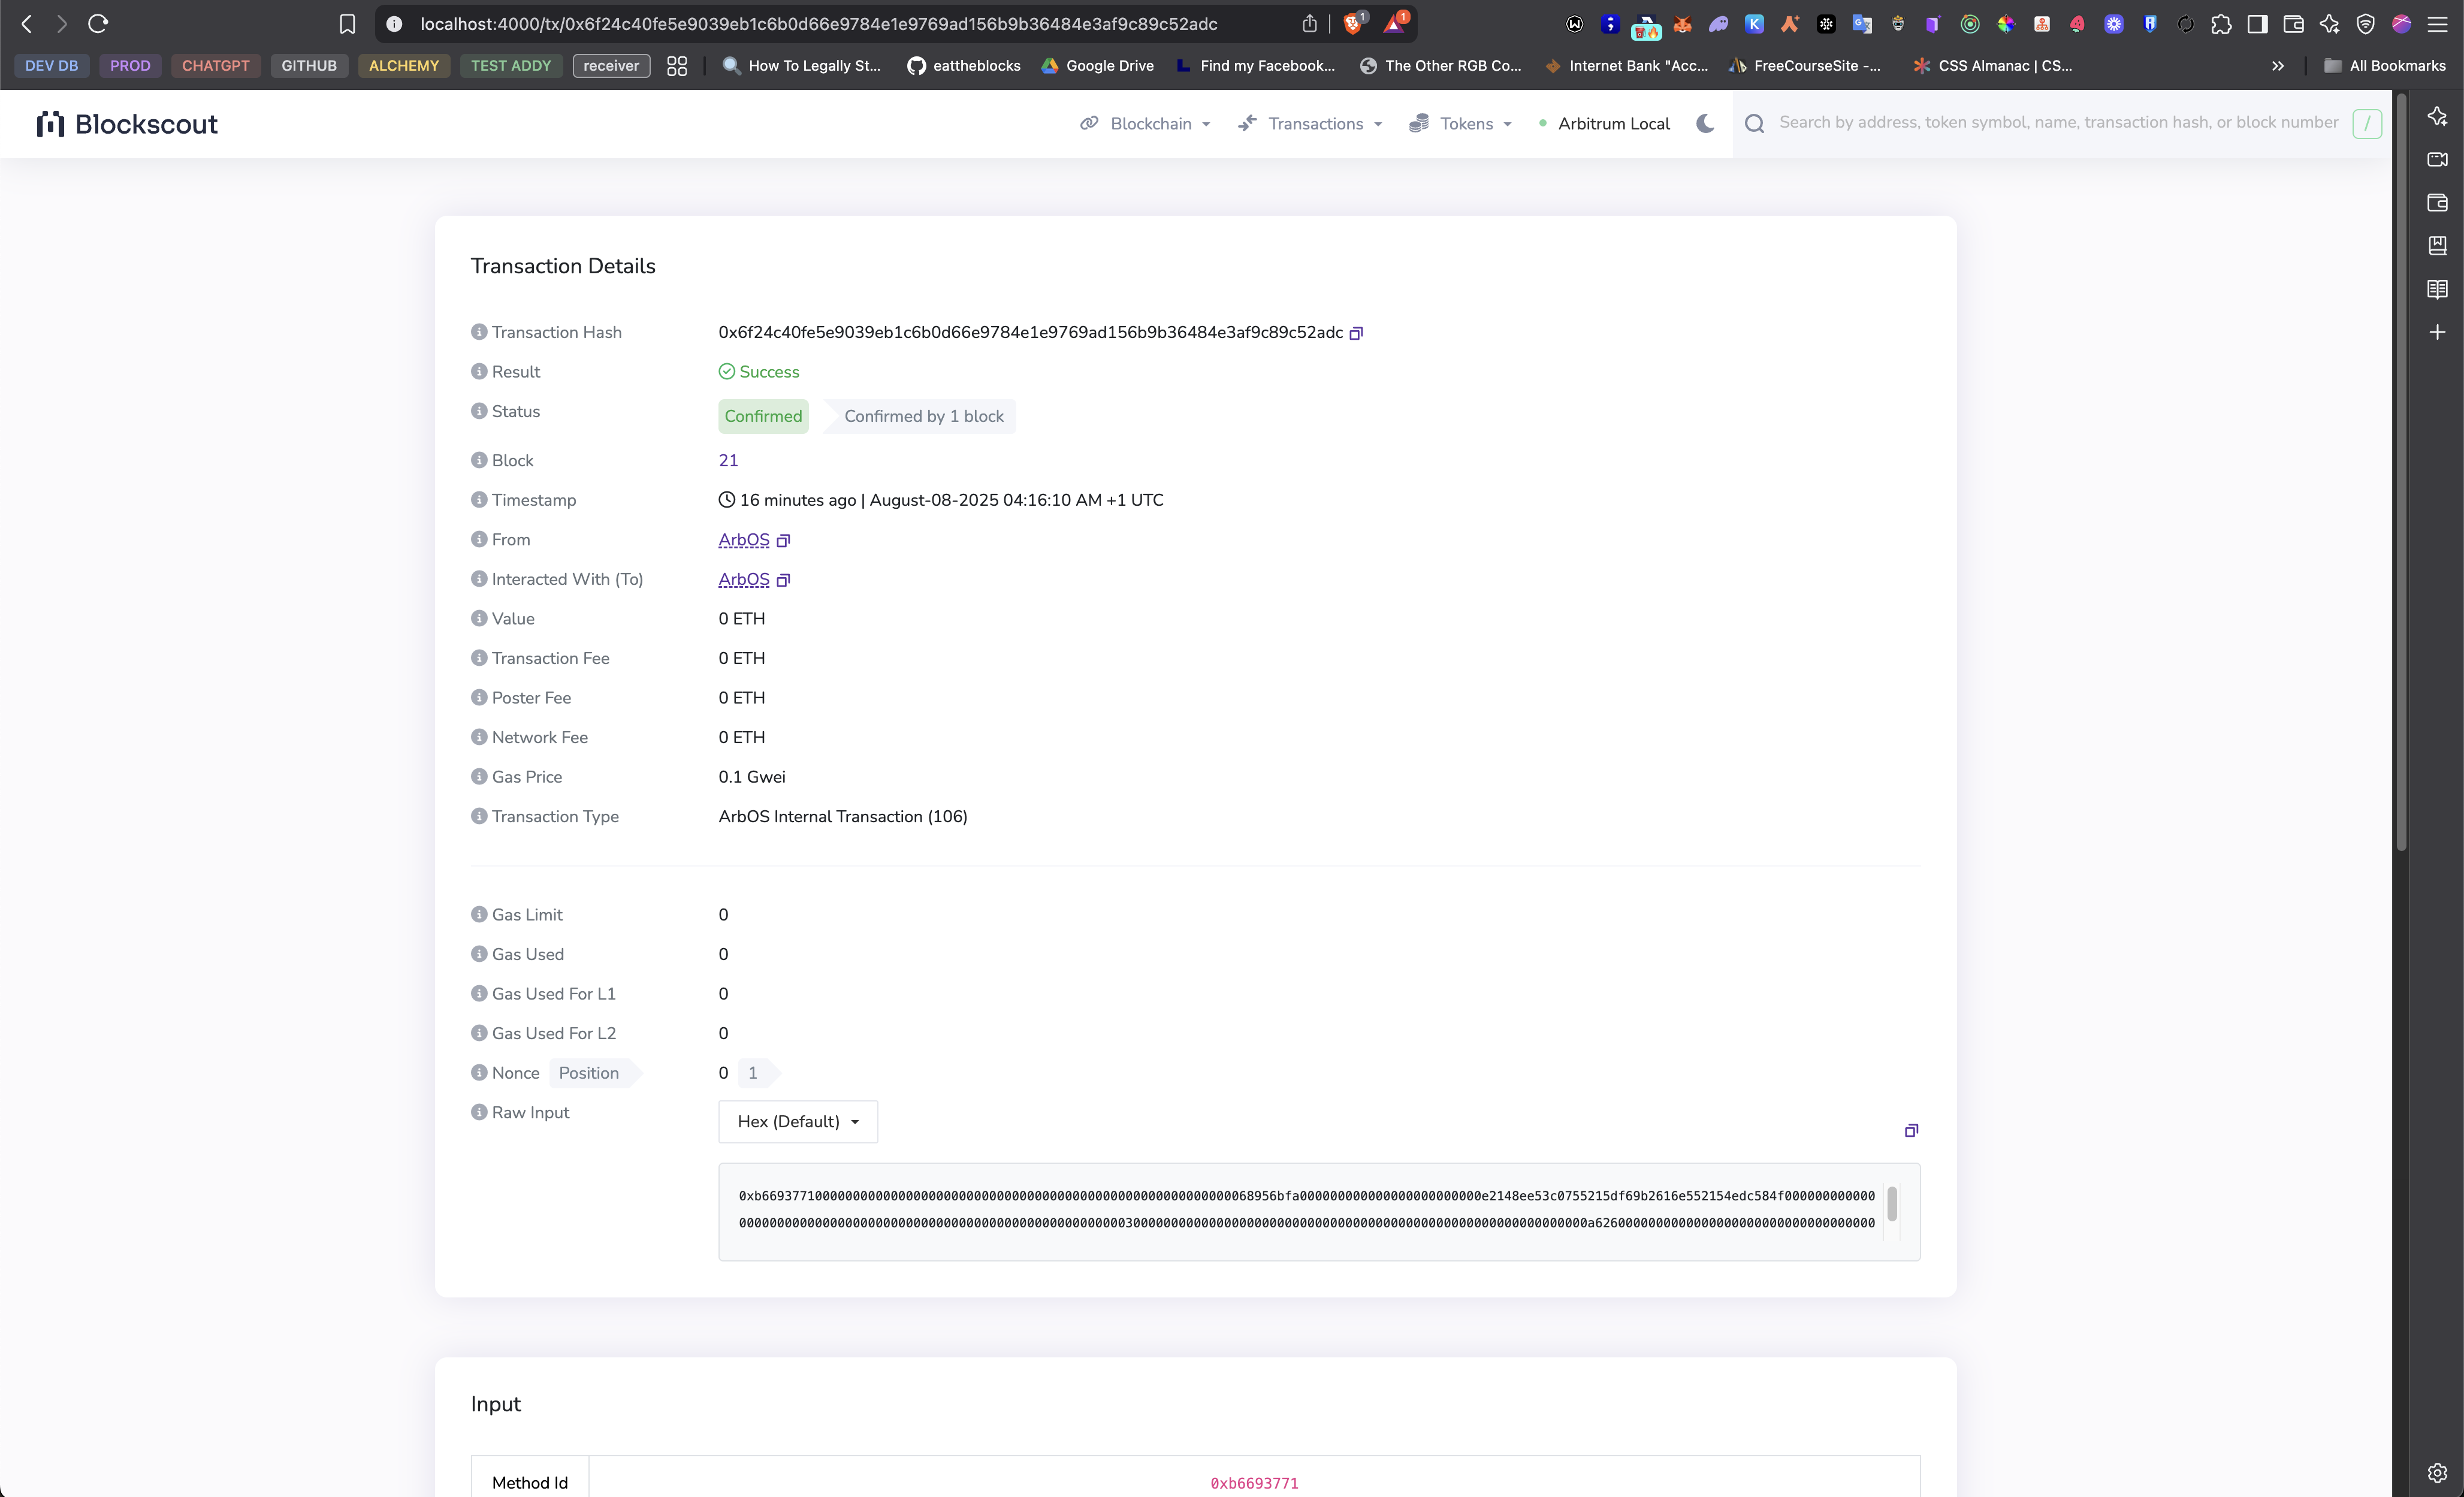 localhost:4000/tx/0x6f24c40fe5e9039eb1c6b0d66e9784e1e9769ad156b9b36484e3af9c89c52adc
1
1
DEV DB
PROD
CHATGPT
GITHUB
ALCHEMY
TEST ADDY
receiver
How To Legally St...
eattheblocks
Google Drive
Find my Facebook...
The Other RGB Co...
Internet Bank "Acc...
FreeCourseSite -...
CSS Almanac | CS...
All Bookmarks
Blockscout
Blockchain
Transactions
Tokens
Arbitrum Local
Search by address, token symbol, name, transaction hash, or block number
/
Transaction Details
Transaction Hash 0x6f24c40fe5e9039eb1c6b0d66e9784e1e9769ad156b9b36484e3af9c89c52adc
Result Success
Status Confirmed Confirmed by 1 block
Block 21
Timestamp 16 minutes ago | August-08-2025 04:16:10 AM +1 UTC
From ArbOS
Interacted With (To) ArbOS
Value 0 ETH
Transaction Fee 0 ETH
Poster Fee 0 ETH
Network Fee 0 ETH
Gas Price 0.1 Gwei
Transaction Type ArbOS Internal Transaction (106)
Gas Limit 0
Gas Used 0
Gas Used For L1 0
Gas Used For L2 0
Nonce Position 0 1
Raw Input Hex (Default)
Input
Method Id 0xb6693771